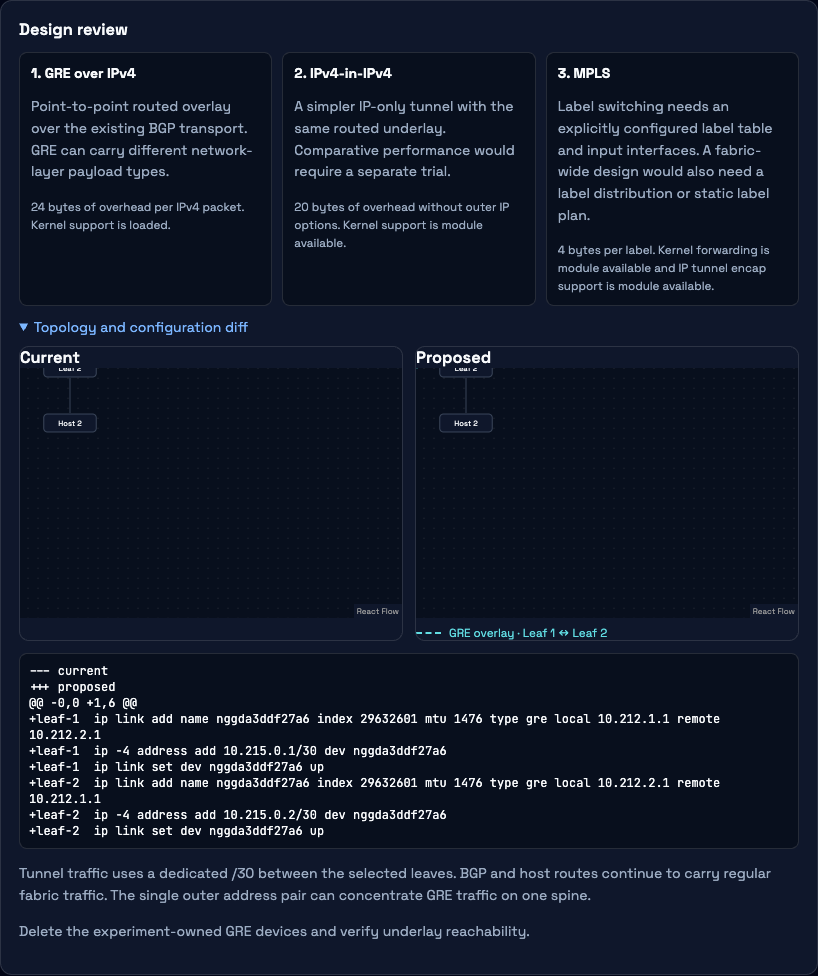 Design review
1. GRE over IPv4
Point-to-point routed overlay
over the existing BGP transport.
GRE can carry different network-
layer payload types.
24 bytes of overhead per IPv4 packet.
Kernel support is loaded.
2. IPv4-in-IPv4
A simpler IP-only tunnel with the
same routed underlay.
Comparative performance would
require a separate trial.
20 bytes of overhead without outer IP
options. Kernel support is module
available.
3. MPLS
Label switching needs an
explicitly configured label table
and input interfaces. A fabric-
wide design would also need a
label distribution or static label
plan.
4 bytes per label. Kernel forwarding is
module available and IP tunnel encap
support is module available.
▼ Topology and configuration diff
Current
Leaf 2
Host 2
React Flow
Proposed
Leaf 2
Host 2
React Flow
GRE overlay · Leaf 1 ↔ Leaf 2
--- current
+++ proposed
@@ -0,0 +1,6 @@
+leaf-1  ip link add name nggda3ddf27a6 index 29632601 mtu 1476 type gre local 10.212.1.1 remote
10.212.2.1
+leaf-1  ip -4 address add 10.215.0.1/30 dev nggda3ddf27a6
+leaf-1  ip link set dev nggda3ddf27a6 up
+leaf-2  ip link add name nggda3ddf27a6 index 29632601 mtu 1476 type gre local 10.212.2.1 remote
10.212.1.1
+leaf-2  ip -4 address add 10.215.0.2/30 dev nggda3ddf27a6
+leaf-2  ip link set dev nggda3ddf27a6 up
Tunnel traffic uses a dedicated /30 between the selected leaves. BGP and host routes continue to carry regular
fabric traffic. The single outer address pair can concentrate GRE traffic on one spine.
Delete the experiment-owned GRE devices and verify underlay reachability.